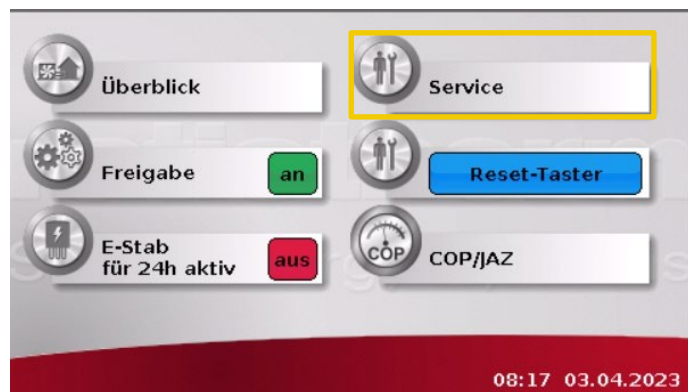 Überblick
Service
Freigabe
an
Reset-Taster
E-Stab
für 24h aktiv
aus
COP
COP/JAZ
08:17 03.04.2023